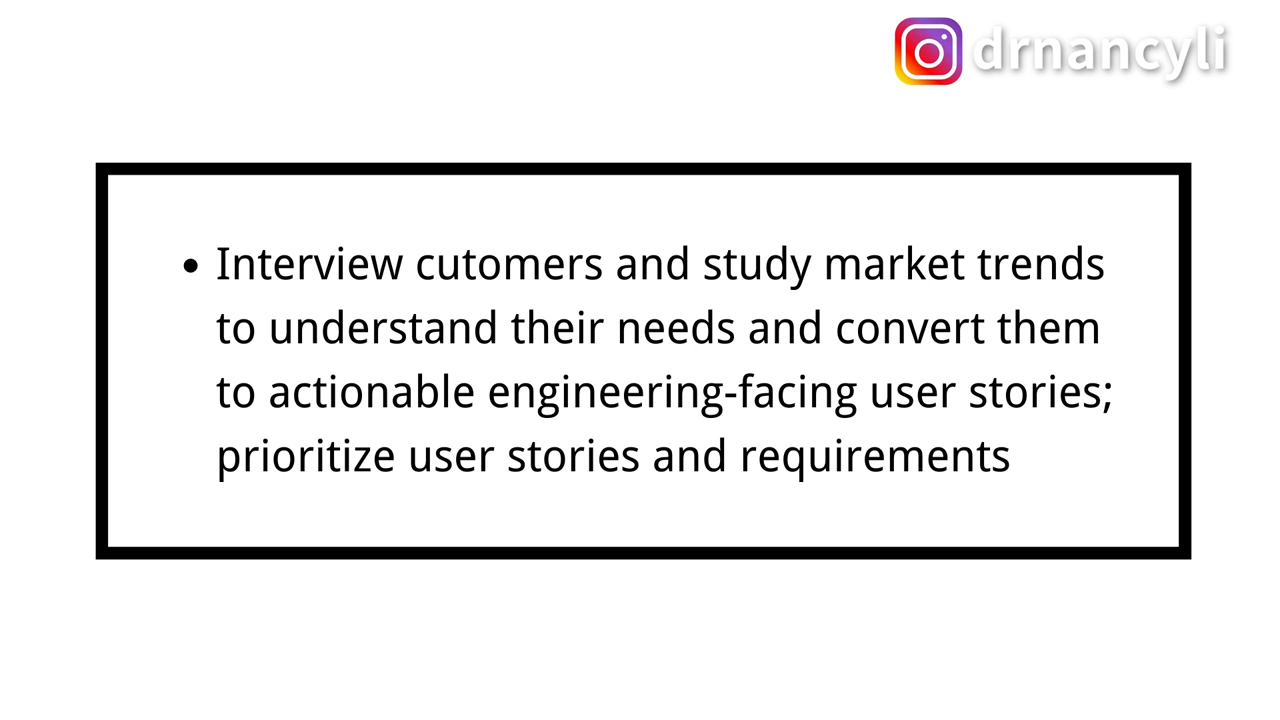 drnancyli
• Interview cutomers and study market trends
to understand their needs and convert them
to actionable engineering-facing user stories;
prioritize user stories and requirements